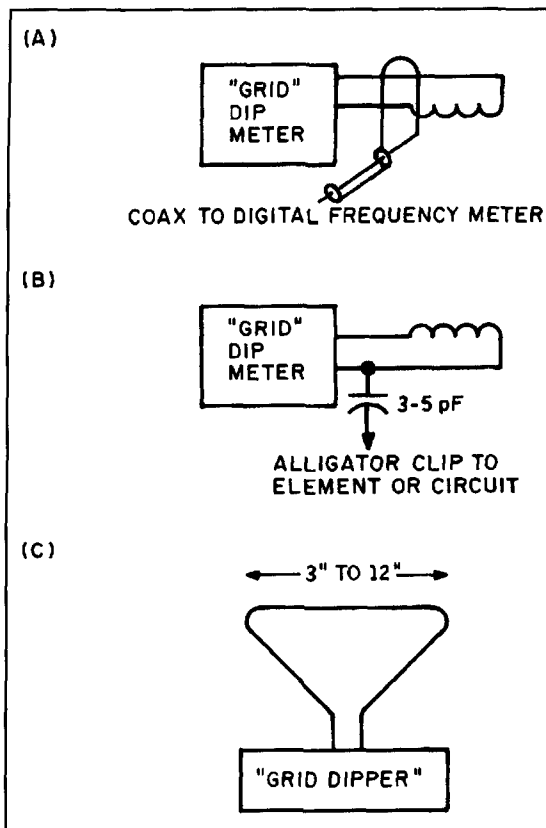 (A)
"GRID"
DIP
METER
COAX TO DIGITAL FREQUENCY METER
(B)
"GRID"
DIP
METER
3-5 pF
ALLIGATOR CLIP TO
ELEMENT OR CIRCUIT
(C)
3" TO 12"
"GRID DIPPER"